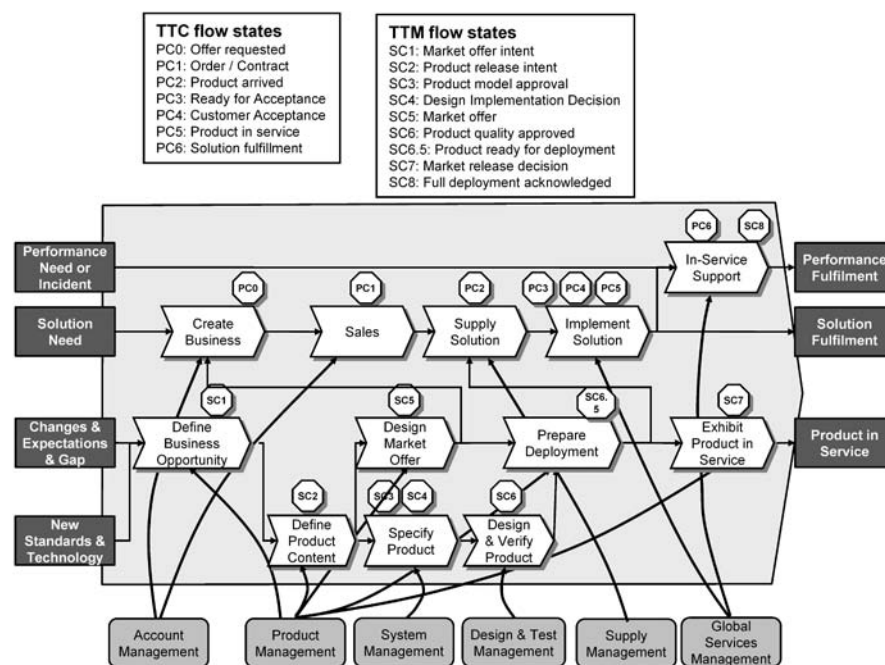 TTC flow states
PC0: Offer requested
PC1: Order / Contract
PC2: Product arrived
PC3: Ready for Acceptance
PC4: Customer Acceptance
PC5: Product in service
PC6: Solution fulfillment
TTM flow states
SC1: Market offer intent
SC2: Product release intent
SC3: Product model approval
SC4: Design Implementation Decision
SC5: Market offer
SC6: Product quality approved
SC6.5: Product ready for deployment
SC7: Market release decision
SC8: Full deployment acknowledged
PC6
SC8
Performance
Need or
Incident
In-Service
Support
Performance
Fulfilment
PC0
PC1
PC2
PC3
PC4
PC5
Solution
Need
Create
Business
Sales
Supply
Solution
Implement
Solution
Solution
Fulfilment
SC1
SC5
SC6.
5
SC7
Changes &
Expectations
& Gap
Define
Business
Opportunity
Design
Market
Offer
Prepare
Deployment
Exhibit
Product in
Service
Product in
Service
SC2
SC3
SC4
SC6
New
Standards &
Technology
Define
Product
Content
Specify
Product
Design
& Verify
Product
Account
Management
Product
Management
System
Management
Design & Test
Management
Supply
Management
Global
Services
Management